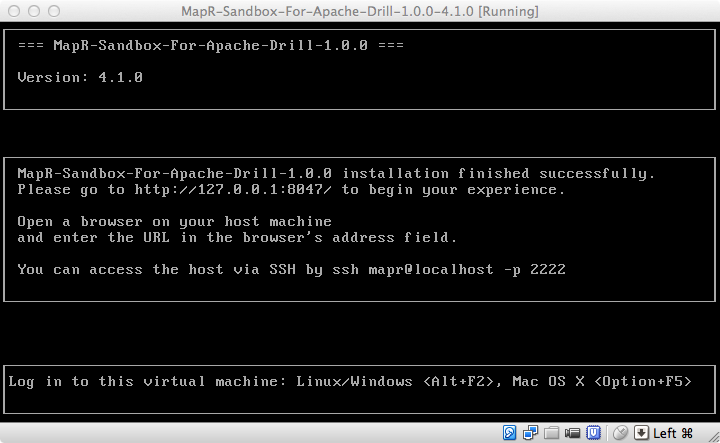 MapR-Sandbox-For-Apache-Drill-1.0.0-4.1.0 [Running]
=== MapR-Sandbox-For-Apache-Drill-1.0.0 ===
Version: 4.1.0
MapR-Sandbox-For-Apache-Drill-1.0.0 installation finished successfully.
Please go to http://127.0.0.1:8047/ to begin your experience.
Open a browser on your host machine
and enter the URL in the browser's address field.
You can access the host via SSH by ssh mapr@localhost -p 2222
Log in to this virtual machine: Linux/Windows <Alt+F2>, Mac OS X <Option+F5>
Left ⌘